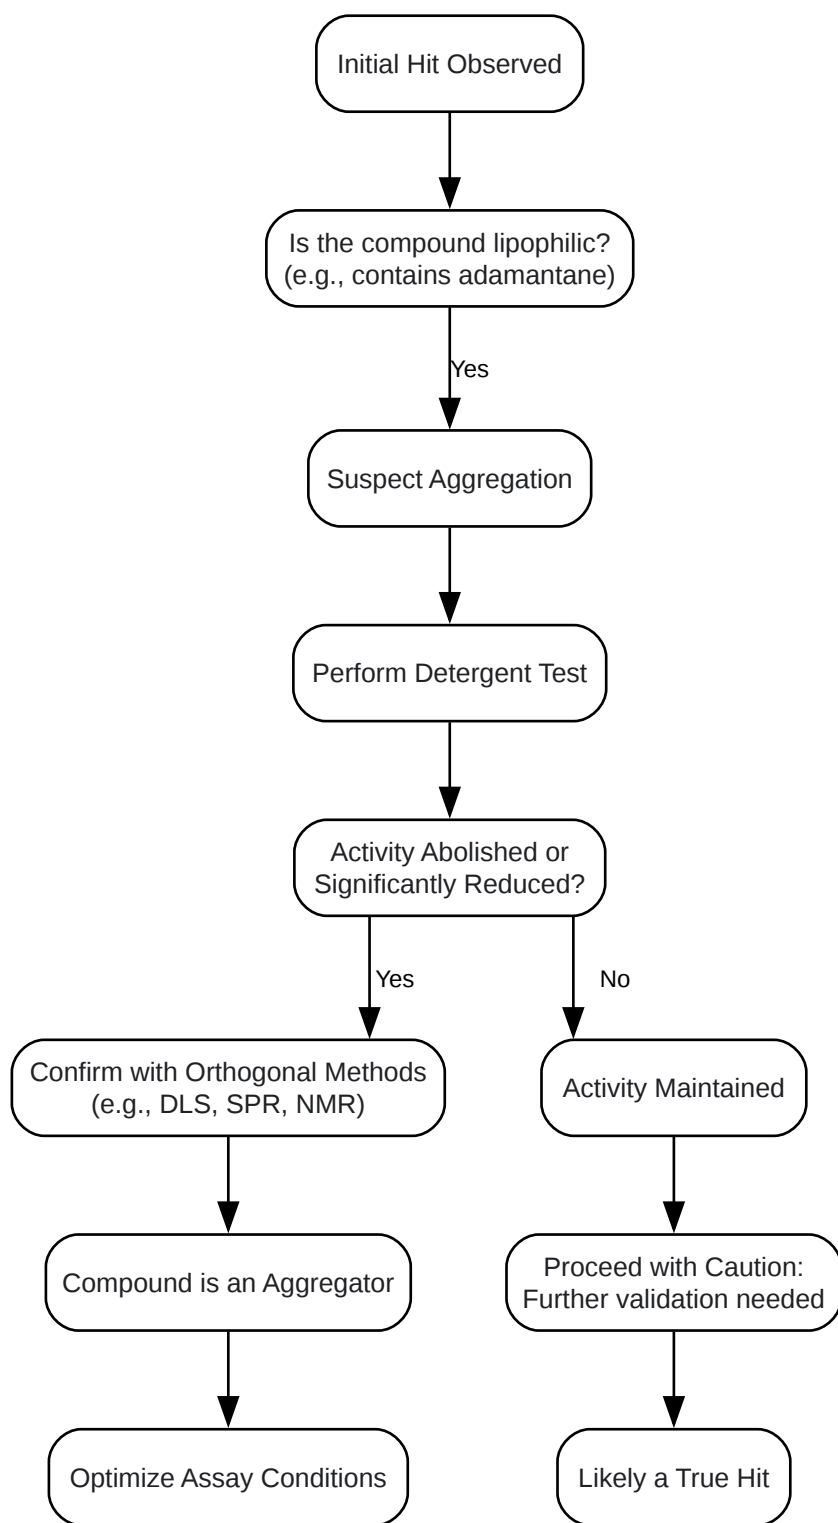 Initial Hit Observed
Is the compound lipophilic?
(e.g., contains adamantane)
Yes
Suspect Aggregation
Perform Detergent Test
Activity Abolished or
Significantly Reduced?
Yes
No
Confirm with Orthogonal Methods
(e.g., DLS, SPR, NMR)
Activity Maintained
Compound is an Aggregator
Proceed with Caution:
Further validation needed
Optimize Assay Conditions
Likely a True Hit